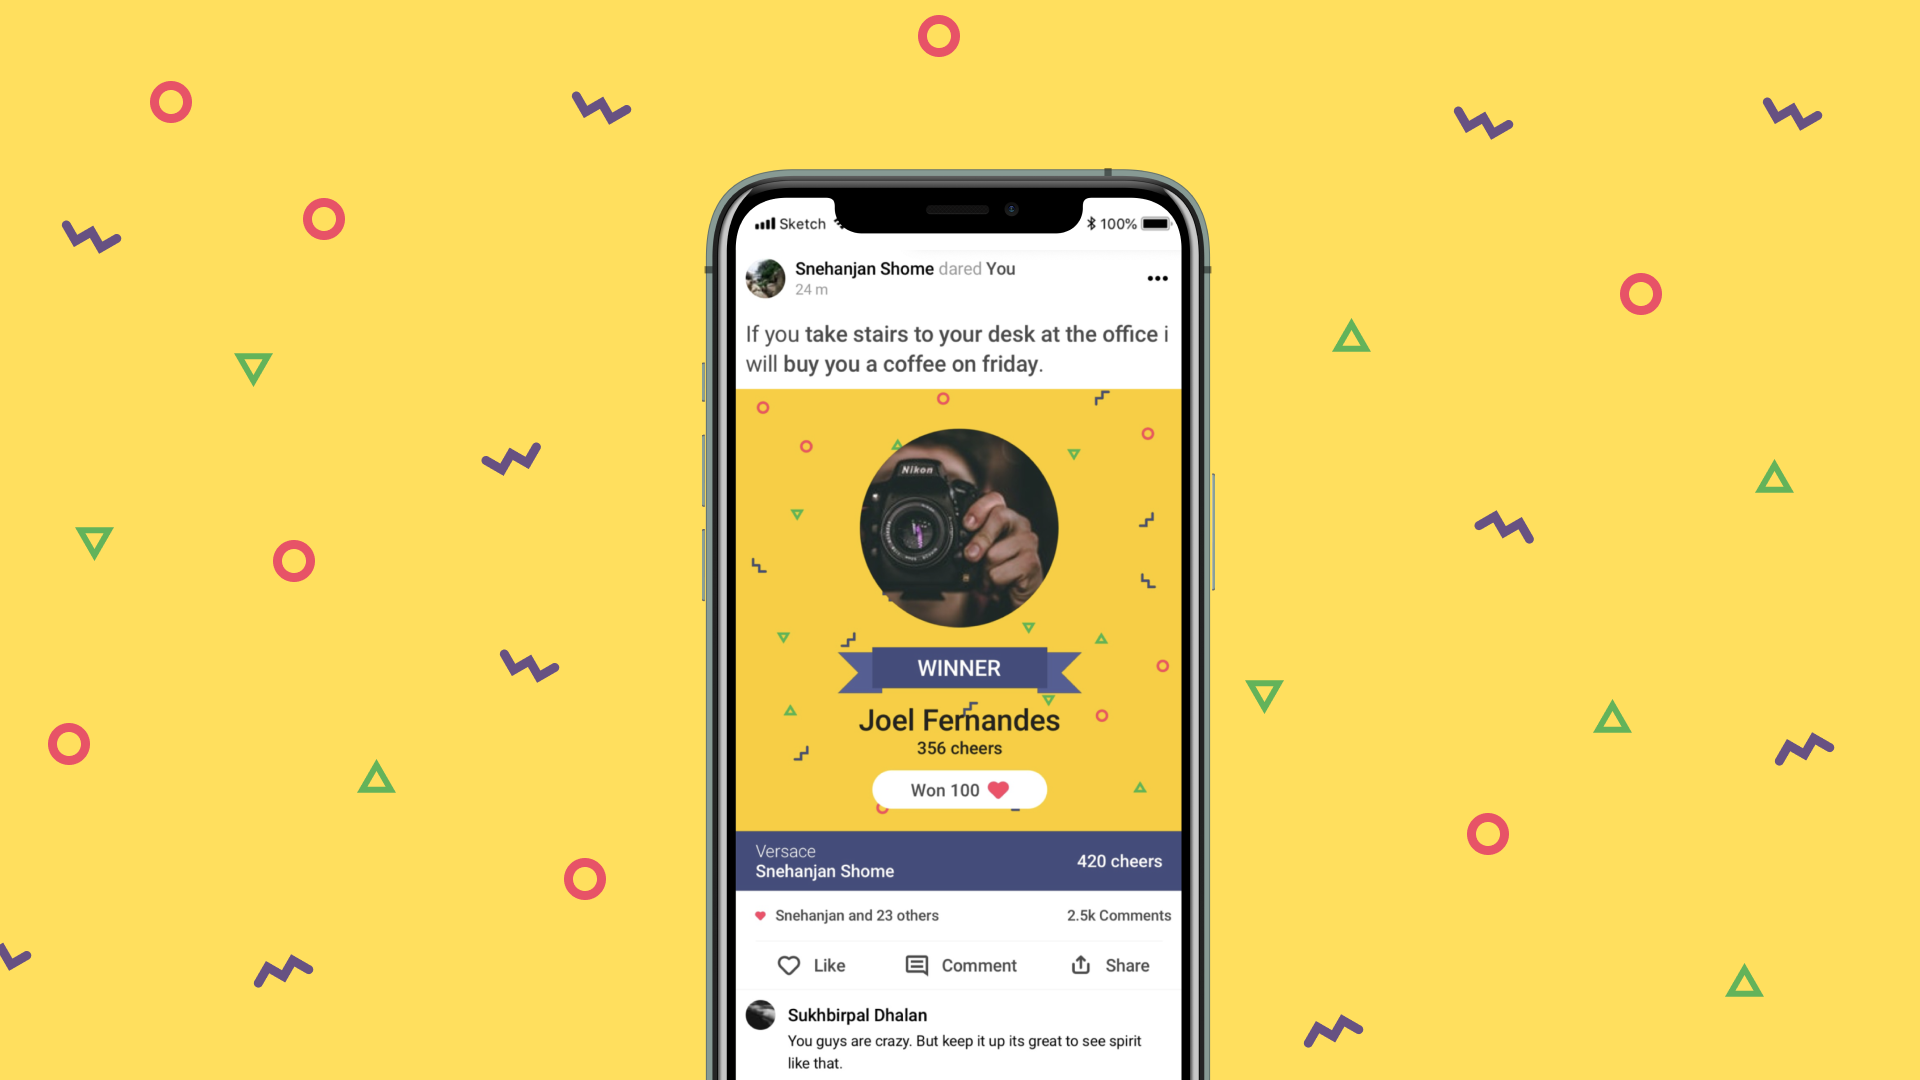 Sketch 100%
Snehanjan Shome dared You
24 m
If you take stairs to your desk at the office i
will buy you a coffee on friday.
Nikon
WINNER
Joel Fernandes
356 cheers
Won 100
Versace
Snehanjan Shome
420 cheers
Snehanjan and 23 others
2.5k Comments
Like
Comment
Share
Sukhbirpal Dhalan
You guys are crazy. But keep it up its great to see spirit
like that.